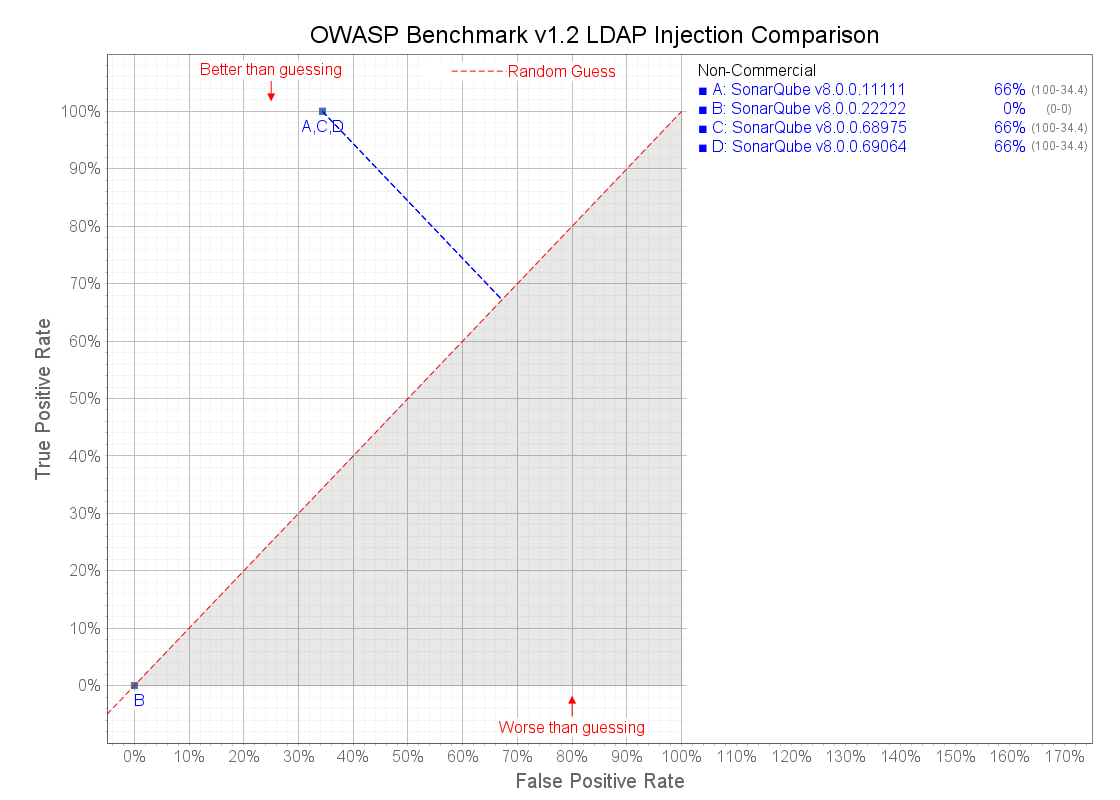 OWASP Benchmark v1.2 LDAP Injection Comparison
Better than guessing
Random Guess
Non-Commercial
A: SonarQube v8.0.0.11111 66% (100-34.4)
B: SonarQube v8.0.0.22222 0% (0-0)
C: SonarQube v8.0.0.68975 66% (100-34.4)
D: SonarQube v8.0.0.69064 66% (100-34.4)
100%
A,C,D
90%
80%
70%
60%
50%
40%
30%
20%
10%
0%
True Positive Rate
B
Worse than guessing
0% 10% 20% 30% 40% 50% 60% 70% 80% 90% 100% 110% 120% 130% 140% 150% 160% 170%
False Positive Rate